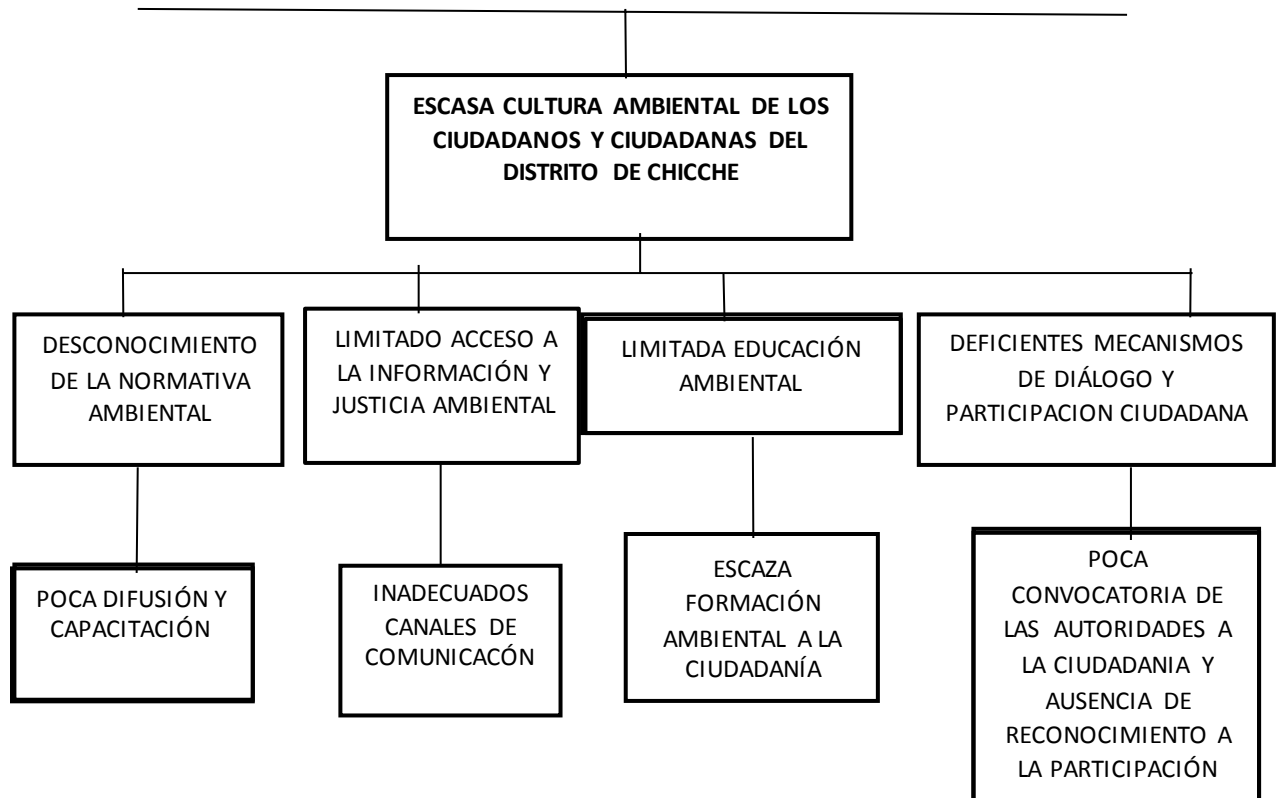 ESCASA CULTURA AMBIENTAL DE LOS
CIUDADANOS Y CIUDADANAS DEL
DISTRITO DE CHICCHE
DESCONOCIMIENTO
DE LA NORMATIVA
AMBIENTAL
LIMITADO ACCESO A
LA INFORMACIÓN Y
JUSTICIA AMBIENTAL
LIMITADA EDUCACIÓN
AMBIENTAL
DEFICIENTES MECANISMOS
DE DIÁLOGO Y
PARTICIPACION CIUDADANA
POCA DIFUSIÓN Y
CAPACITACIÓN
INADECUADOS
CANALES DE
COMUNICACÓN
ESCAZA
FORMACIÓN
AMBIENTAL A LA
CIUDADANÍA
POCA
CONVOCATORIA DE
LAS AUTORIDADES A
LA CIUDADANIA Y
AUSENCIA DE
RECONOCIMIENTO A
LA PARTICIPACIÓN